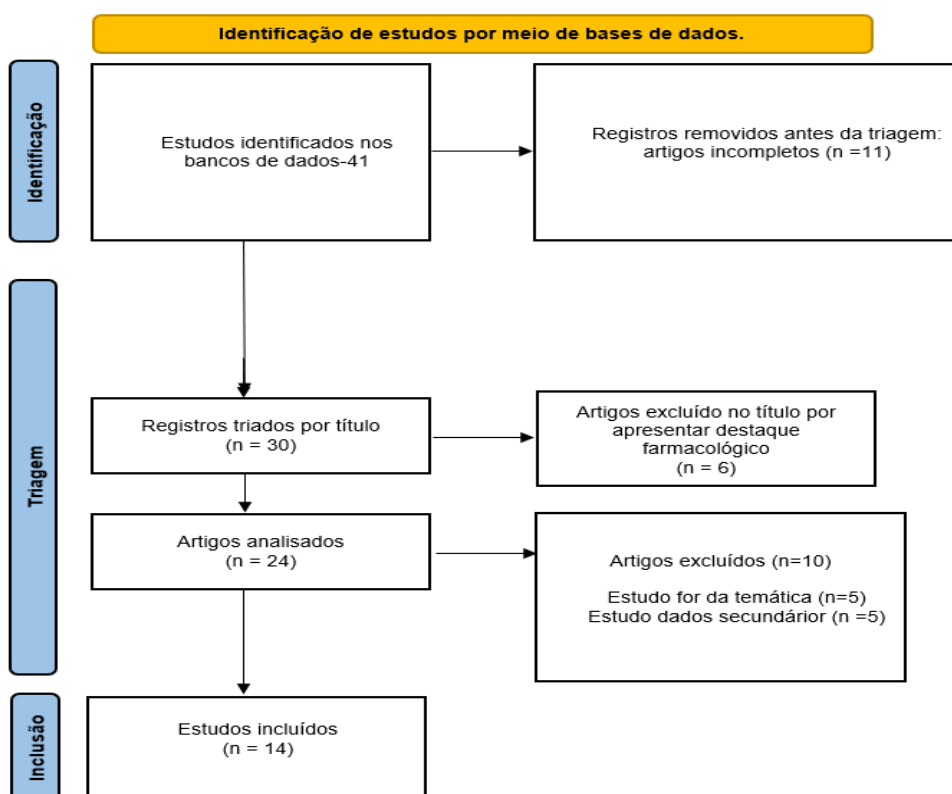 Identificação de estudos por meio de bases de dados.
Identificação
Estudos identificados nos
bancos de dados-41
Registros removidos antes da triagem:
artigos incompletos (n =11)
Triagem
Registros triados por título
(n = 30)
Artigos excluído no título por
apresentar destaque
farmacológico
(n = 6)
Artigos analisados
(n = 24)
Artigos excluídos (n=10)
Estudo for da temática (n=5)
Estudo dados secundárior (n =5)
Inclusão
Estudos incluídos
(n = 14)